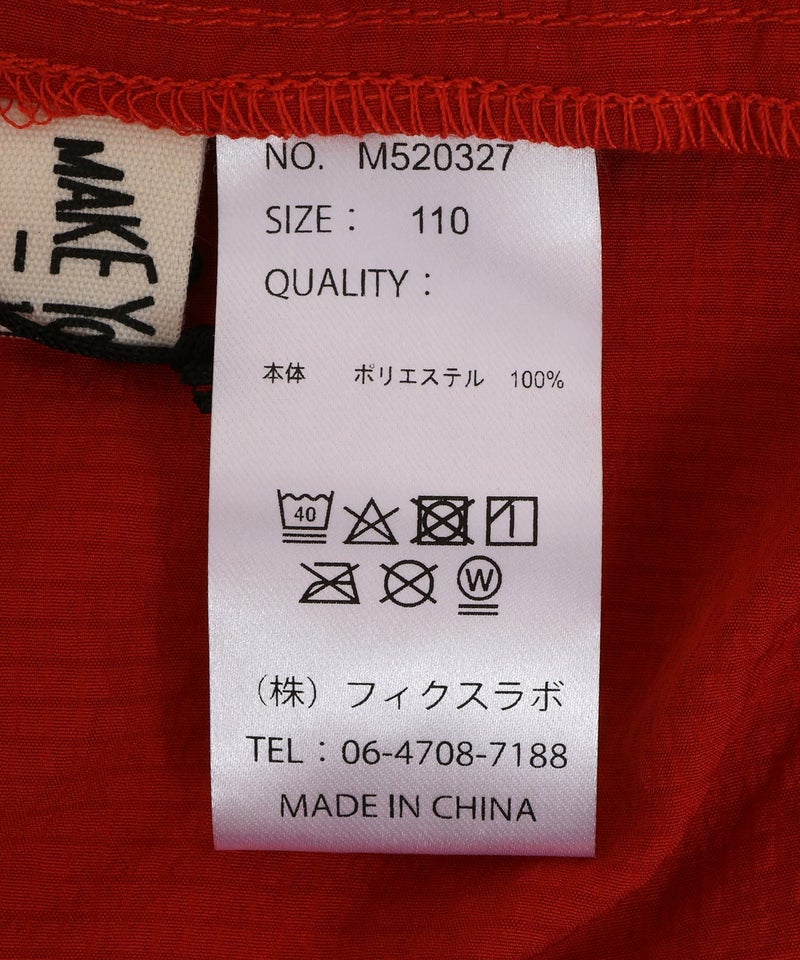 MAKE
NO. M520327
SIZE : 110
QUALITY :
本体 ポリエステル 100%
40
W
(株) フィクスラボ
TEL : 06-4708-7188
MADE IN CHINA